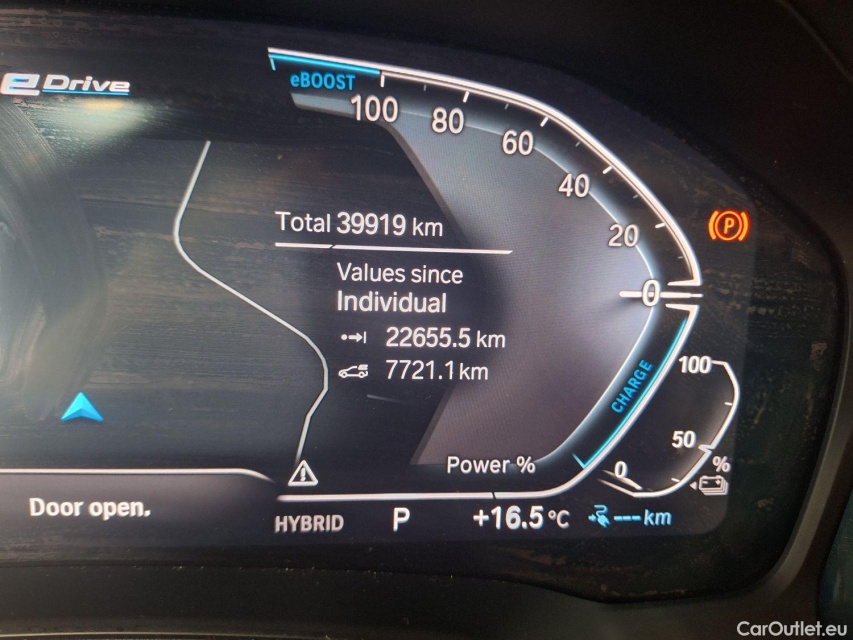 eDrive
eBOOST
100
80
60
40
20
0
Total 39919 km
Values since
Individual
22655.5 km
7721.1 km
CHARGE
100
50
0
%
Power %
Door open.
HYBRID
P
+16.5°C
---km
P
CarOutlet.eu